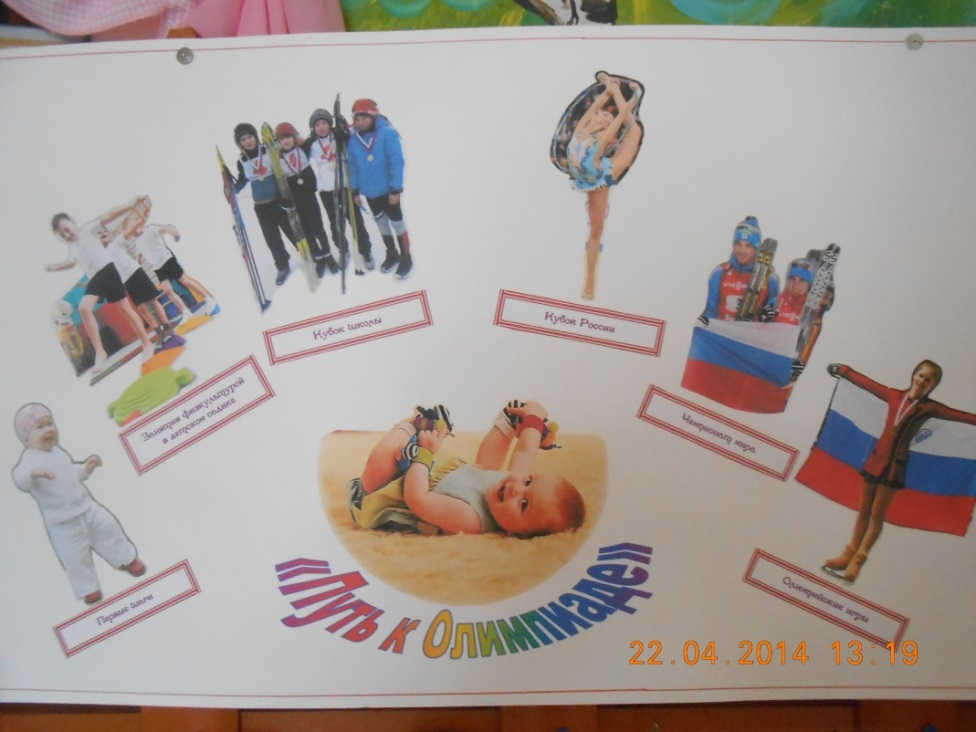 Кубок школы
Кубок России
Занятия физкультурой
в детском садике
Чемпионат мира
Первые шаги
Олимпийские игры
«Путь к Олимпиаде»
22.04.2014 13:19